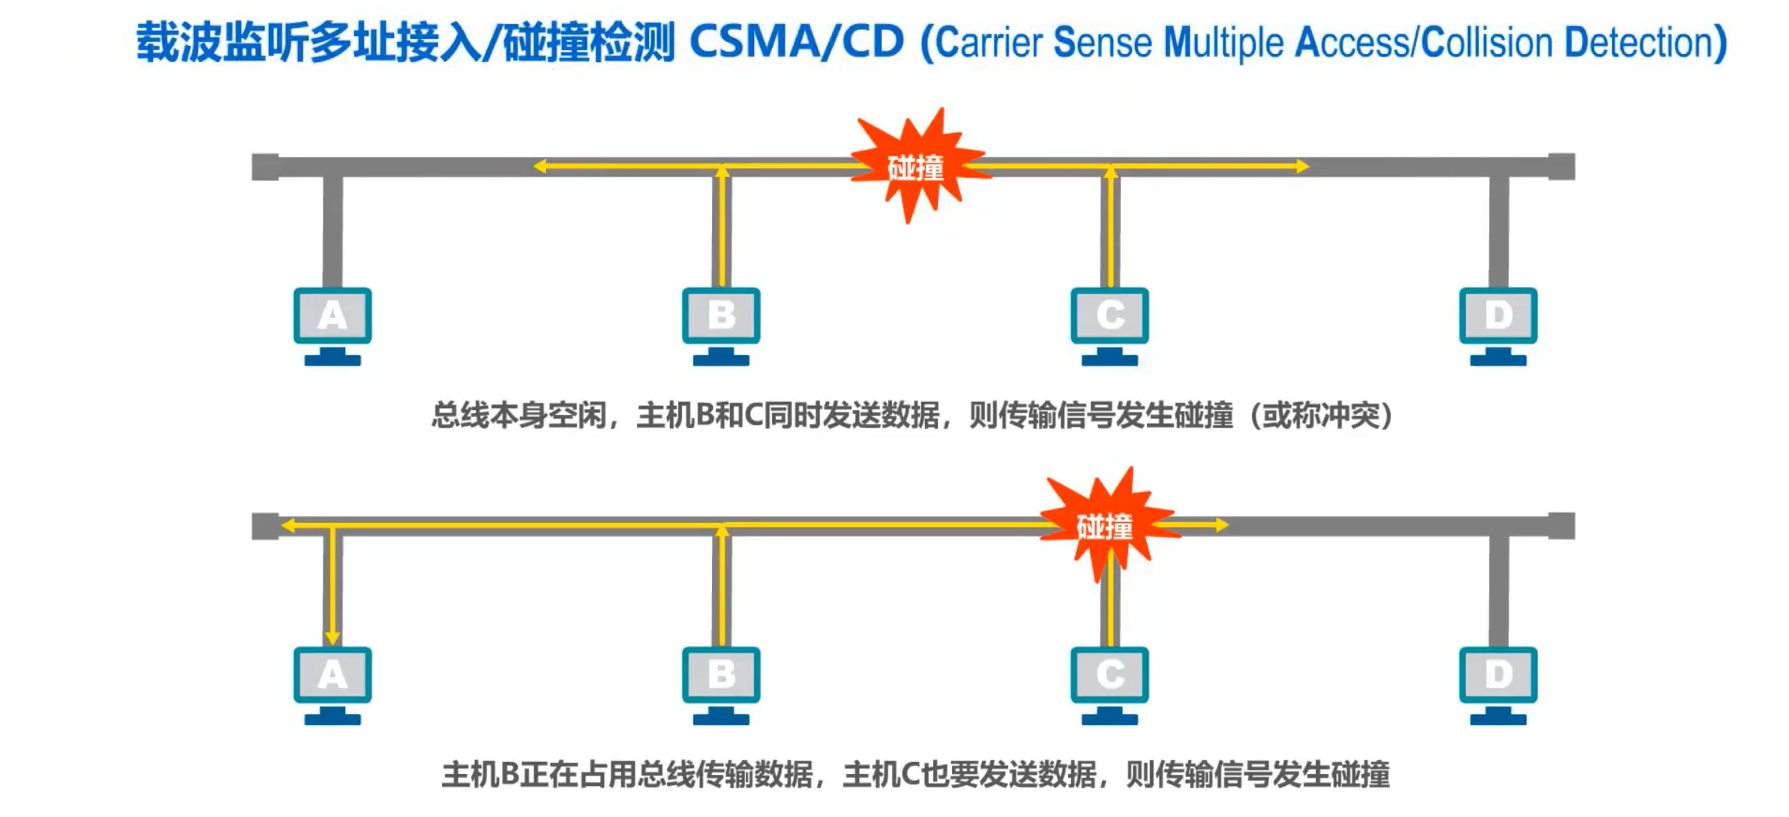 载波监听多址接入/碰撞检测 CSMA/CD (Carrier Sense Multiple Access/Collision Detection)
碰撞
A B C D
总线本身空闲，主机B和C同时发送数据，则传输信号发生碰撞（或称冲突）
碰撞
A B C D
主机B正在占用总线传输数据，主机C也要发送数据，则传输信号发生碰撞